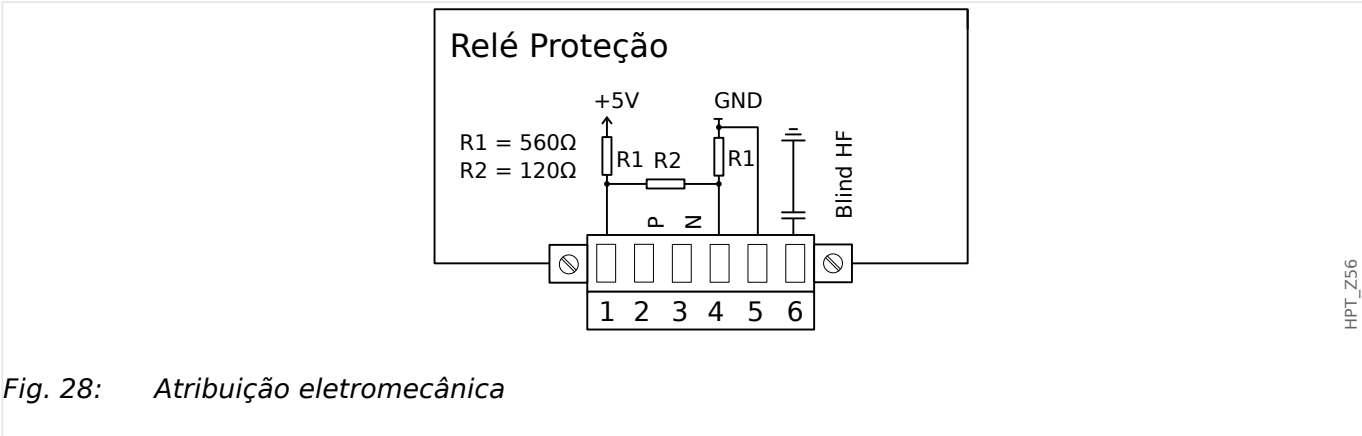 Relé Proteção
+5V
GND
R1 = 560Ω
R2 = 120Ω
R1
R2
R1
Blind HF
P
N
1 2 3 4 5 6
HPT_Z56
Fig. 28: Atribuição eletromecânica